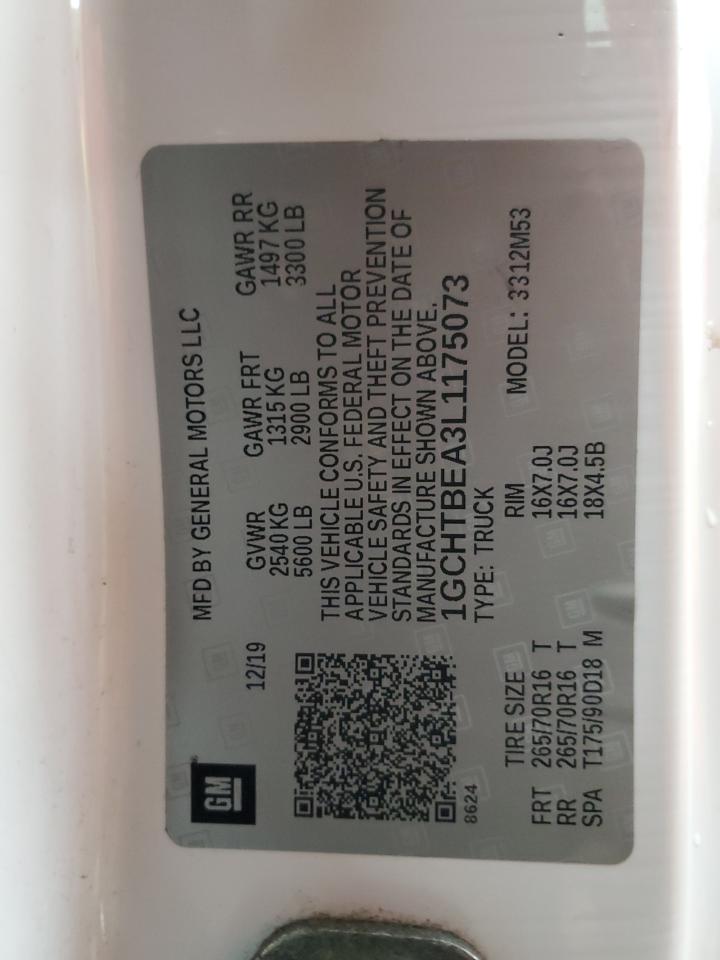 GM
MFD BY GENERAL MOTORS LLC
12/19
GVWR GAWR FRT GAWR RR
2540 KG 1315 KG 1497 KG
5600 LB 2900 LB 3300 LB
THIS VEHICLE CONFORMS TO ALL
APPLICABLE U.S. FEDERAL MOTOR
VEHICLE SAFETY AND THEFT PREVENTION
STANDARDS IN EFFECT ON THE DATE OF
MANUFACTURE SHOWN ABOVE.
1GCHTBEA3L1175073
8624
TYPE: TRUCK
MODEL: 3312M53
TIRE SIZE RIM
FRT 265/70R16 T 16X7.0J
RR 265/70R16 T 16X7.0J
SPA T175/90D18 M 18X4.5B